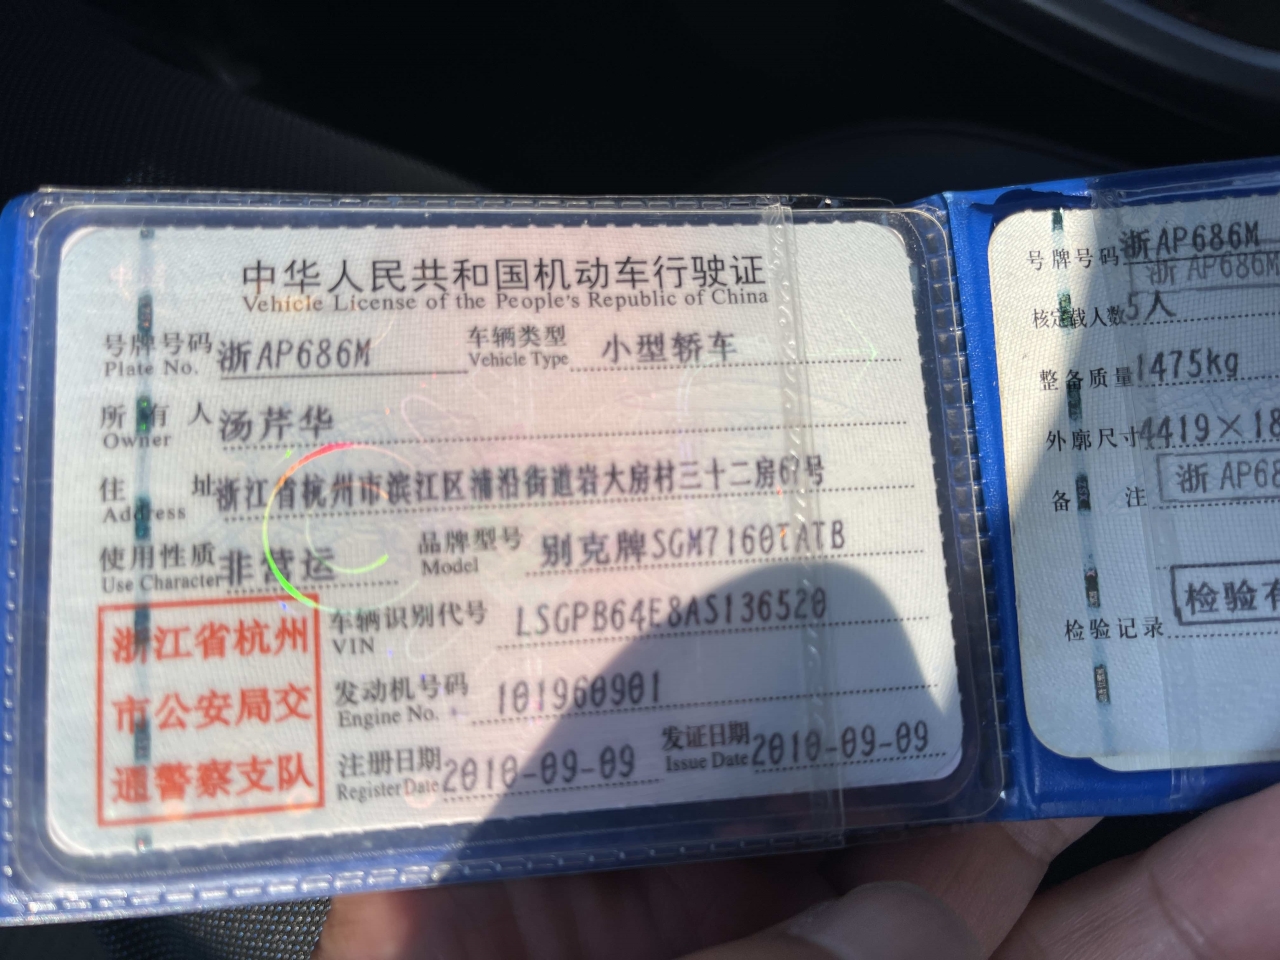 中华人民共和国机动车行驶证
Vehicle License of the People's Republic of China
号牌号码 浙AP686M 车辆类型 小型轿车
Plate No. Vehicle Type
所有人 汤芹华
Owner
住址 浙江省杭州市滨江区浦沿街道岩大房村三十二房67号
Address
使用性质 非营运 品牌型号 别克牌SGM7160TATB
Use Character Model
车辆识别代号 LSGPB64E8AS136520
VIN
发动机号码 101960901
Engine No.
注册日期 2010-09-09 发证日期 2010-09-09
Register Date Issue Date
浙江省杭州
市公安局交
通警察支队
号牌号码 浙AP686M
浙AP686M
核定载人数 5人
整备质量 1475kg
外廓尺寸 4419×18
备注 浙AP68
检验记录 检验有